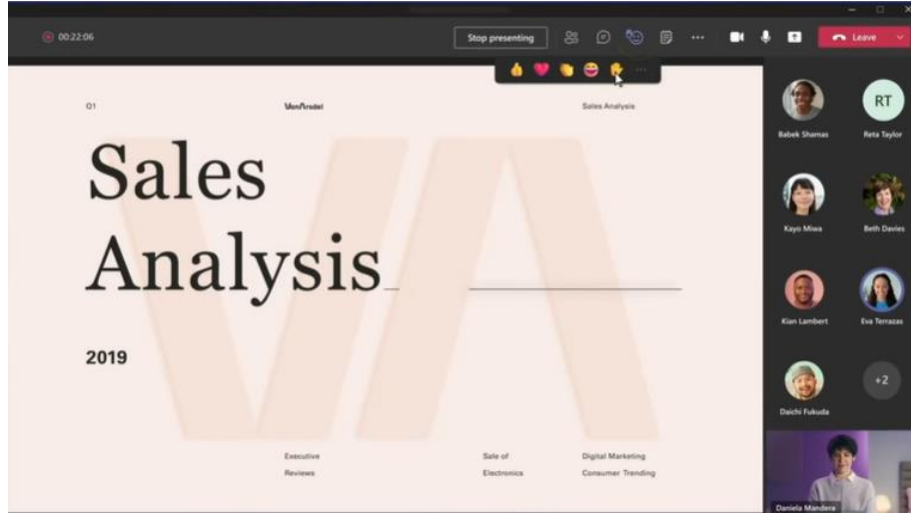 00:22:06
Stop presenting
Leave
Q1
VanArsdel
Sales Analysis
Sales
Analysis
2019
Executive
Reviews
Sale of
Electronics
Digital Marketing
Consumer Trending
Babek Shamas
RT
Reta Taylor
Kayo Miwa
Beth Davies
Kian Lambert
Eva Terrazas
Daichi Fukuda
+2
Daniela Mandera
VA